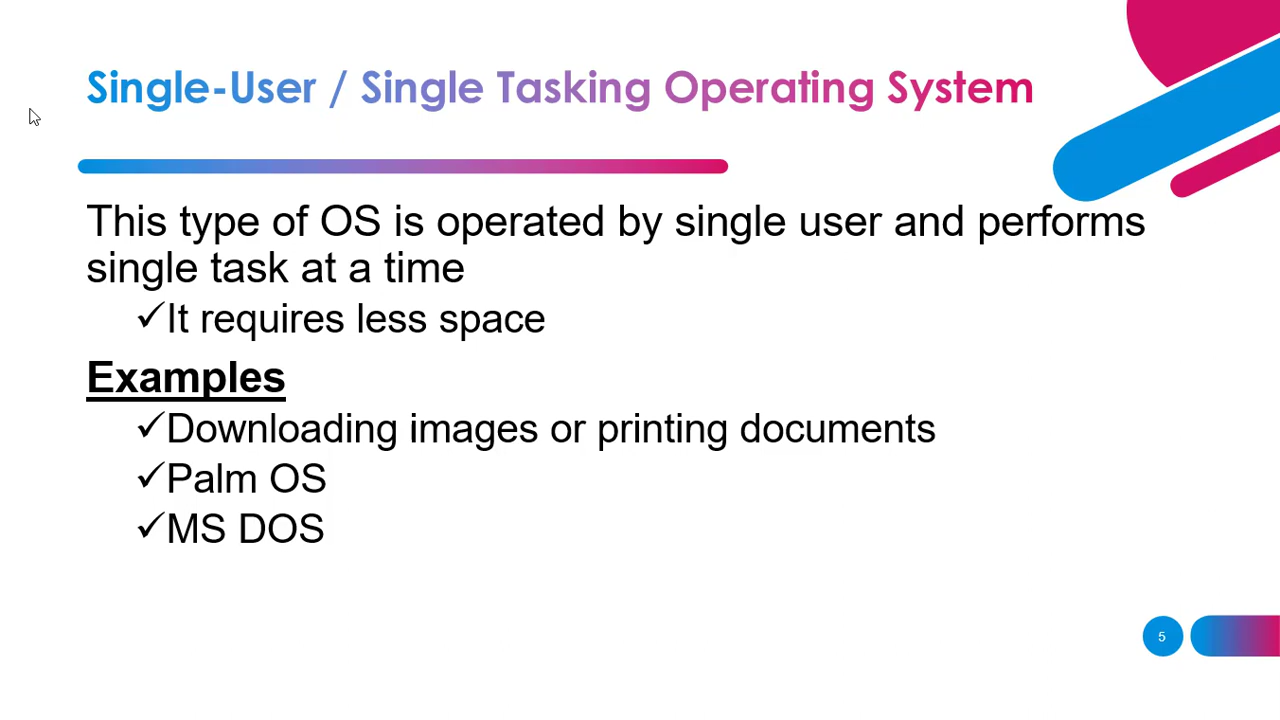 Single-User / Single Tasking Operating System
This type of OS is operated by single user and performs
single task at a time
✓It requires less space
Examples
✓Downloading images or printing documents
✓Palm OS
✓MS DOS
5